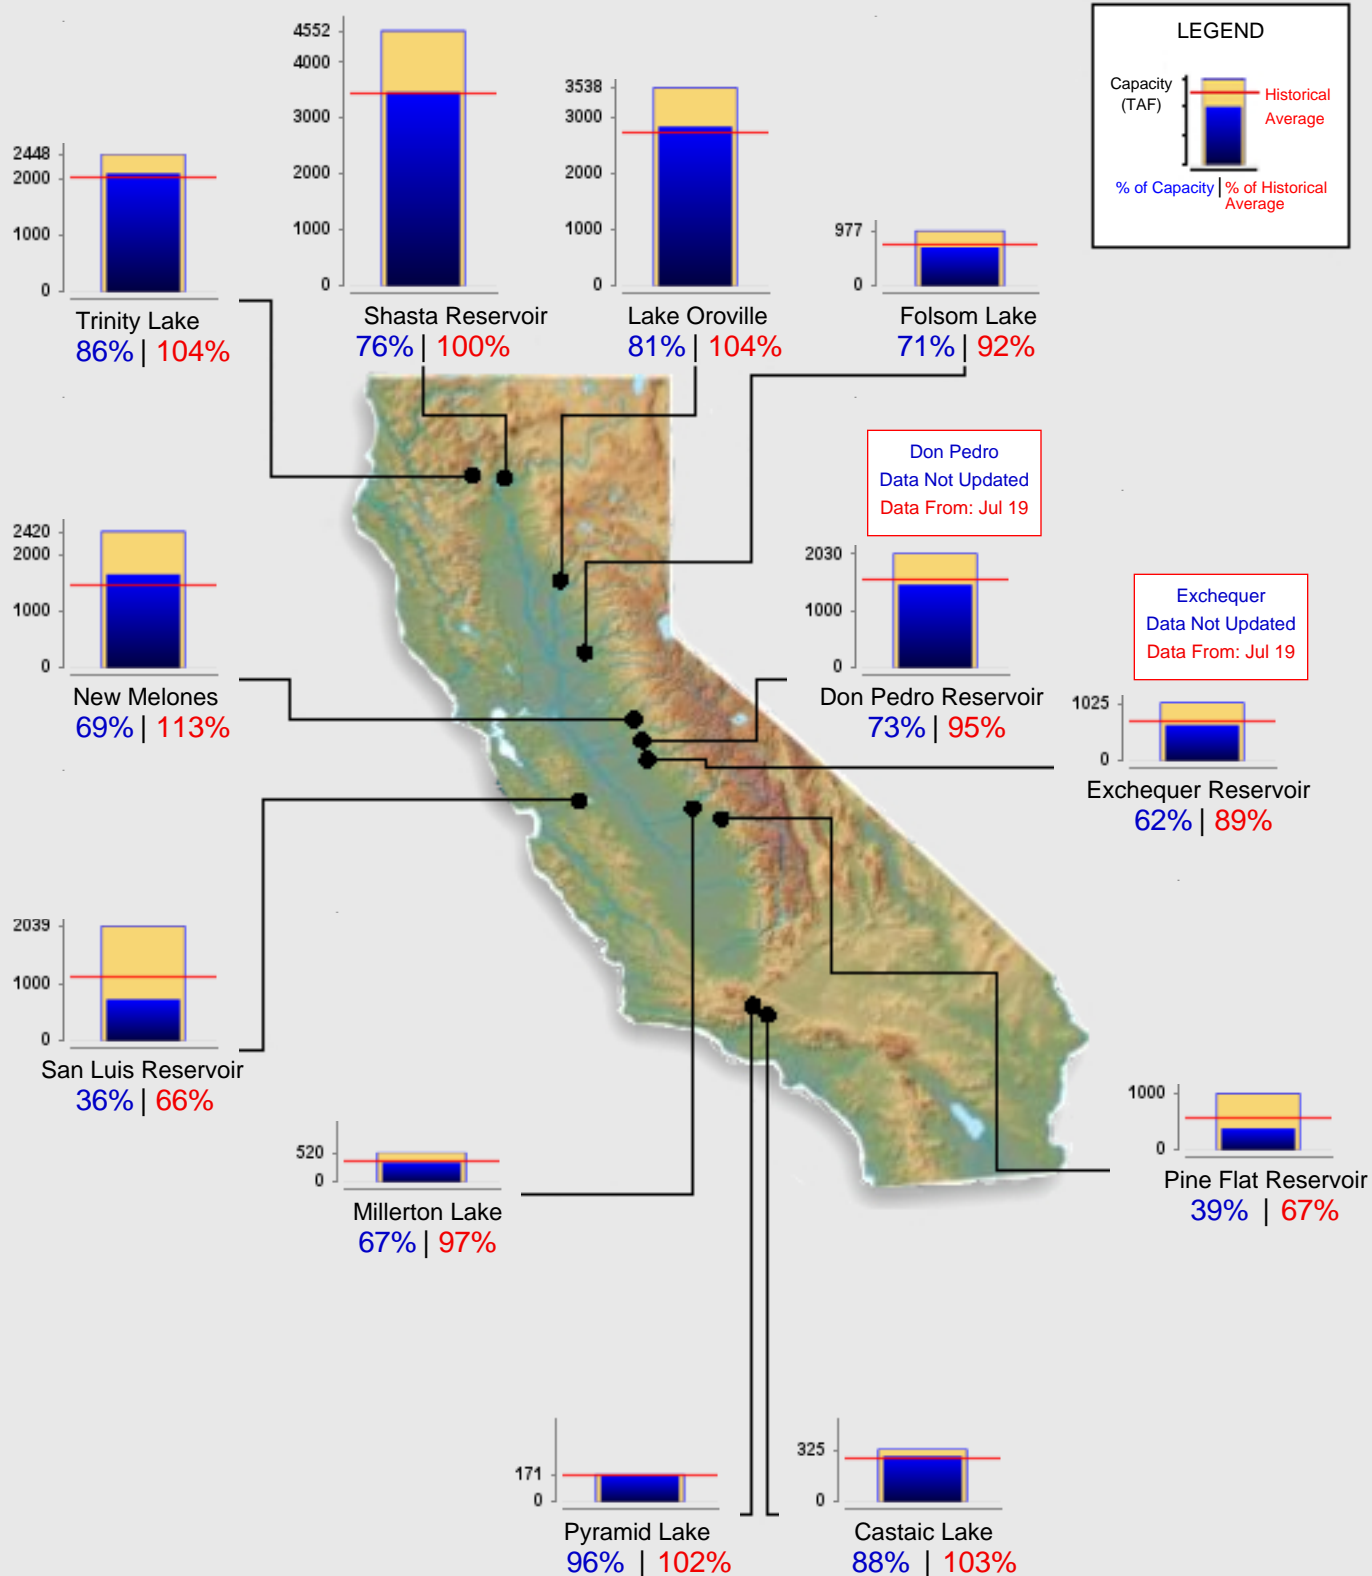 LEGEND
Capacity
(TAF)
Historical
Average
% of Capacity | % of Historical
Average
4552
4000
3000
2000
1000
0
Shasta Reservoir
76% | 100%
3538
3000
2000
1000
0
Lake Oroville
81% | 104%
2448
2000
1000
0
Trinity Lake
86% | 104%
977
0
Folsom Lake
71% | 92%
Don Pedro
Data Not Updated
Data From: Jul 19
2030
1000
0
Don Pedro Reservoir
73% | 95%
2420
2000
1000
0
New Melones
69% | 113%
Exchequer
Data Not Updated
Data From: Jul 19
1025
0
Exchequer Reservoir
62% | 89%
2039
1000
0
San Luis Reservoir
36% | 66%
520
0
Millerton Lake
67% | 97%
1000
0
Pine Flat Reservoir
39% | 67%
171
0
Pyramid Lake
96% | 102%
325
0
Castaic Lake
88% | 103%